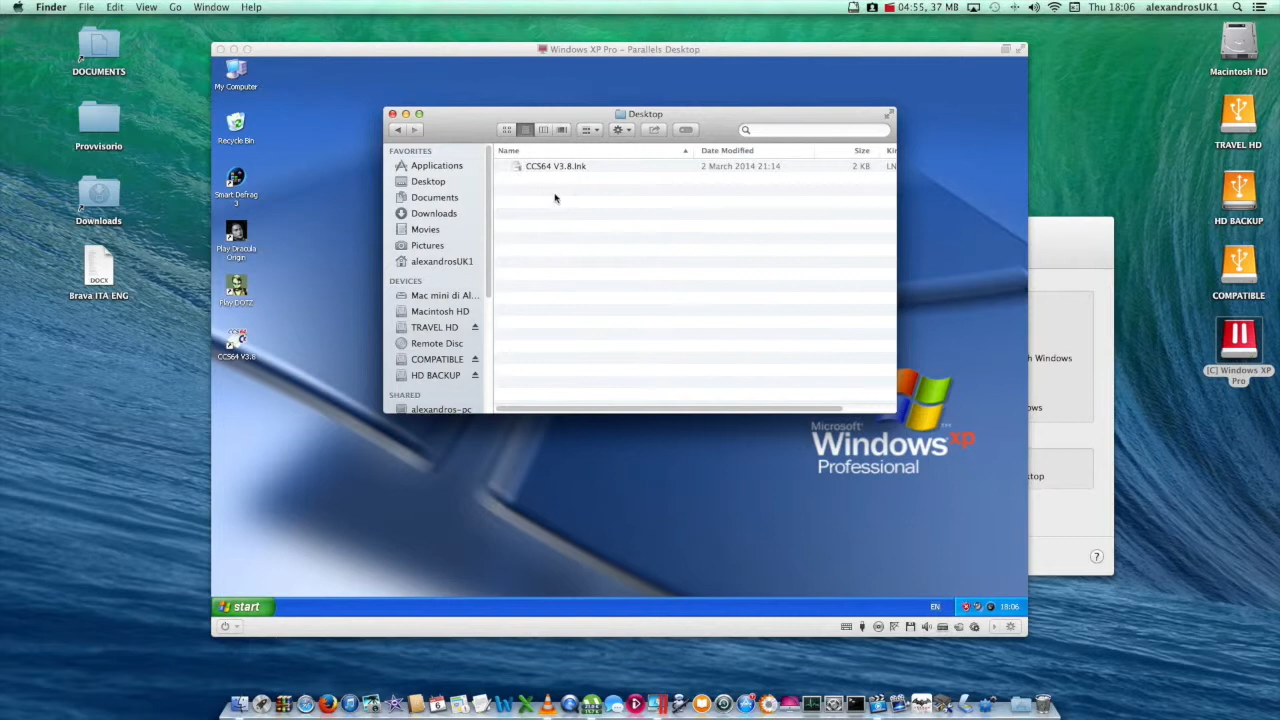 Finder File Edit View Go Window Help
04:55, 37 MB Thu 18:06 alexandrosUK1
DOCUMENTS
Provvisorio
Downloads
DOCX
Brava ITA ENG
Windows XP Pro - Parallels Desktop
My Computer
Recycle Bin
Smart Defrag
3
Play Dracula
Origin
Play DOTZ
CCS64
CCS64 V3.8
Desktop
FAVORITES
Applications
Desktop
Documents
Downloads
Movies
Pictures
alexandrosUK1
DEVICES
Mac mini di Al...
Macintosh HD
TRAVEL HD
Remote Disc
COMPATIBLE
HD BACKUP
SHARED
alexandros-pc
Name Date Modified Size Kin
CCS64 V3.8.lnk 2 March 2014 21:14 2 KB LN
Microsoft
Windows xp
Professional
start
EN 18:06
h Windows
ows
top
?
Macintosh HD
TRAVEL HD
HD BACKUP
COMPATIBLE
[C] Windows XP
Pro